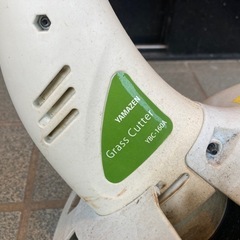 YAMAZEN
Grass Cutter
YBC-160A